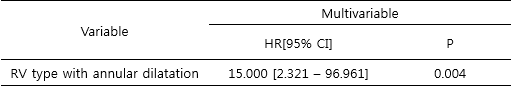 Variable
Multivariable
HR[95% CI]
P
RV type with annular dilatation
15.000 [2.321 – 96.961]
0.004